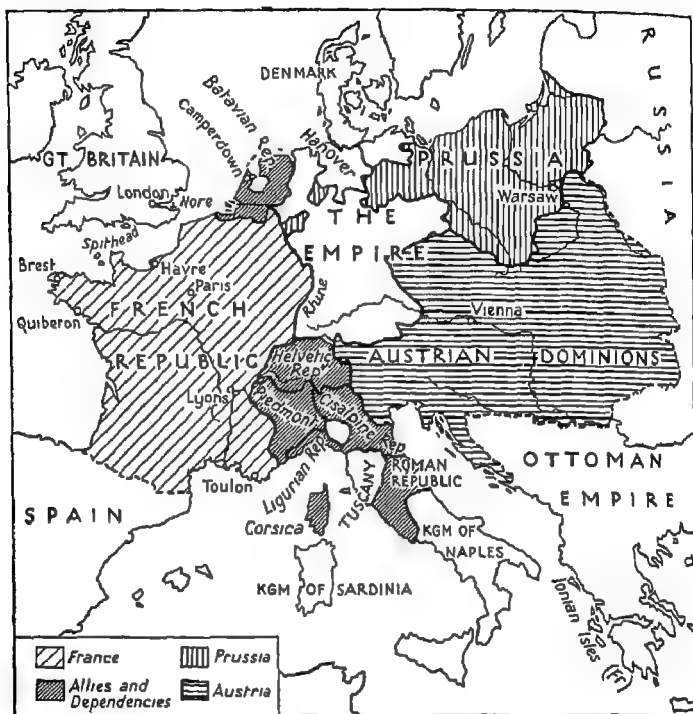 RUSSIA
DENMARK
Batavian Rep.
Camperdown
Hanover
GT. BRITAIN
PRUSSIA
London
Nore
Warsaw
THE
EMPIRE
Spithead
Brest
Havre
Paris
Rhine
FRENCH
Vienna
Quiberon
REPUBLIC
Helvetic
Rep.
AUSTRIAN DOMINIONS
Lyons
Piedmont
Cisalpine
Rep.
Ligurian Rep.
ROMAN
REPUBLIC
OTTOMAN
EMPIRE
Toulon
TUSCANY
SPAIN
Corsica
KGM OF
NAPLES
KGM OF SARDINIA
Ionian Isles
(Fr.)
France
Prussia
Allies and
Dependencies
Austria